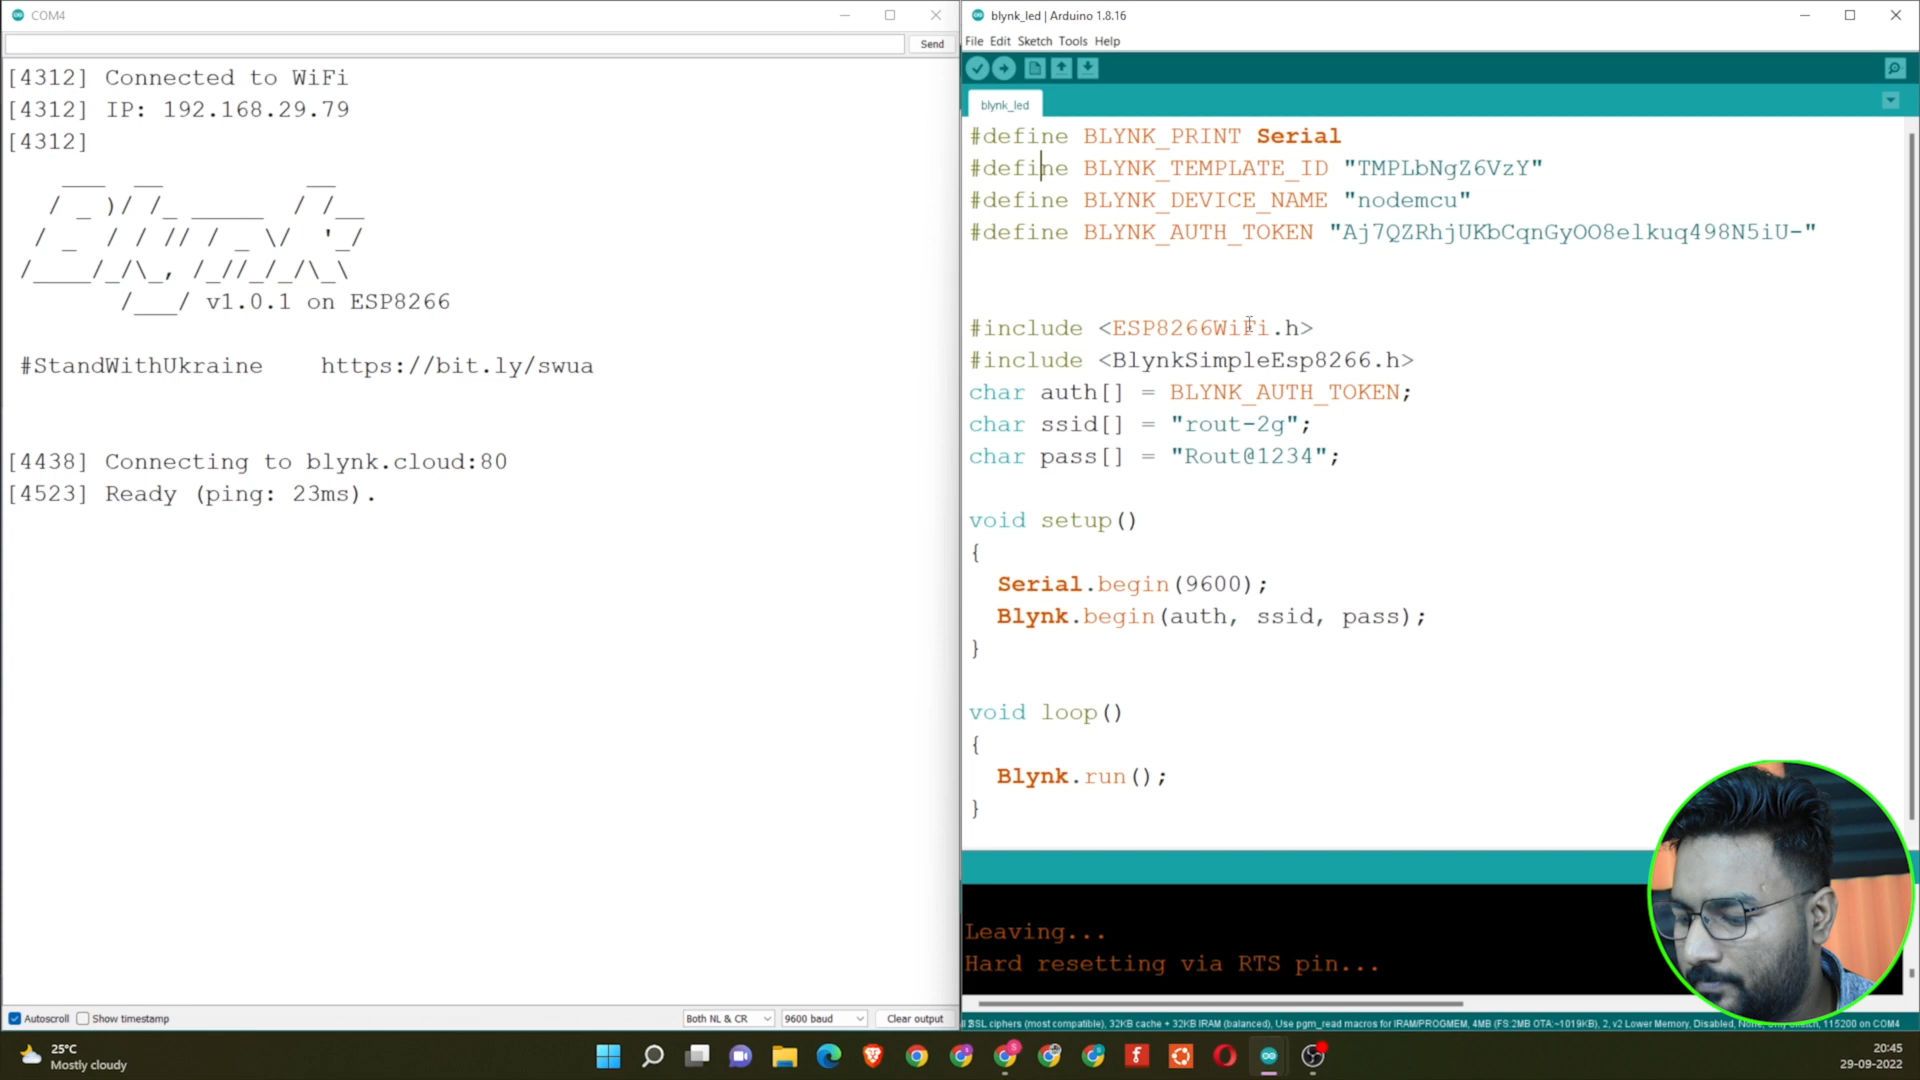 COM4
Send
[4312] Connected to WiFi
[4312] IP: 192.168.29.79
[4312]
    ___  __          __
   / _ )/ /_ _____  / /__
  / _  / / // / _ \/  '_/
 /____/_/\_, /_//_/_/\_\
        /___/ v1.0.1 on ESP8266
#StandWithUkraine    https://bit.ly/swua
[4438] Connecting to blynk.cloud:80
[4523] Ready (ping: 23ms).
Autoscroll Show timestamp
Both NL & CR
9600 baud
Clear output
blynk_led | Arduino 1.8.16
File Edit Sketch Tools Help
blynk_led
#define BLYNK_PRINT Serial
#define BLYNK_TEMPLATE_ID "TMPLbNgZ6VzY"
#define BLYNK_DEVICE_NAME "nodemcu"
#define BLYNK_AUTH_TOKEN "Aj7QZRhjUKbCqnGyOO8elkuq498N5iU-"
#include <ESP8266WiFi.h>
#include <BlynkSimpleEsp8266.h>
char auth[] = BLYNK_AUTH_TOKEN;
char ssid[] = "rout-2g";
char pass[] = "Rout@1234";
void setup()
{
  Serial.begin(9600);
  Blynk.begin(auth, ssid, pass);
}
void loop()
{
  Blynk.run();
}
Leaving...
Hard resetting via RTS pin...
SSL ciphers (most compatible), 32KB cache + 32KB IRAM (balanced), Use pgm_read macros for IRAM/PROGMEM, 4MB (FS:2MB OTA:~1019KB), 2, v2 Lower Memory, Disabled, None, Only Sketch, 115200 on COM4
25°C
Mostly cloudy
20:45
29-09-2022